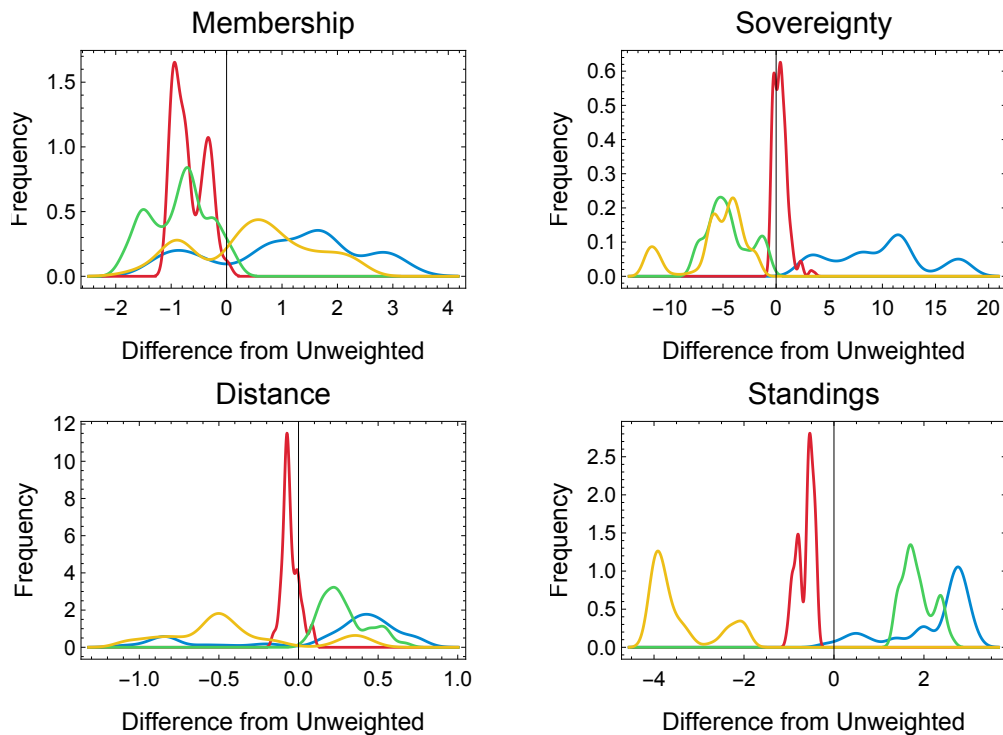 Membership
Frequency
1.5
1.0
0.5
0.0
−2 −1 0 1 2 3 4
Difference from Unweighted
Sovereignty
Frequency
0.6
0.5
0.4
0.3
0.2
0.1
0.0
−10 −5 0 5 10 15 20
Difference from Unweighted
Distance
Frequency
12
10
8
6
4
2
0
−1.0 −0.5 0.0 0.5 1.0
Difference from Unweighted
Standings
Frequency
2.5
2.0
1.5
1.0
0.5
0.0
−4 −2 0 2
Difference from Unweighted